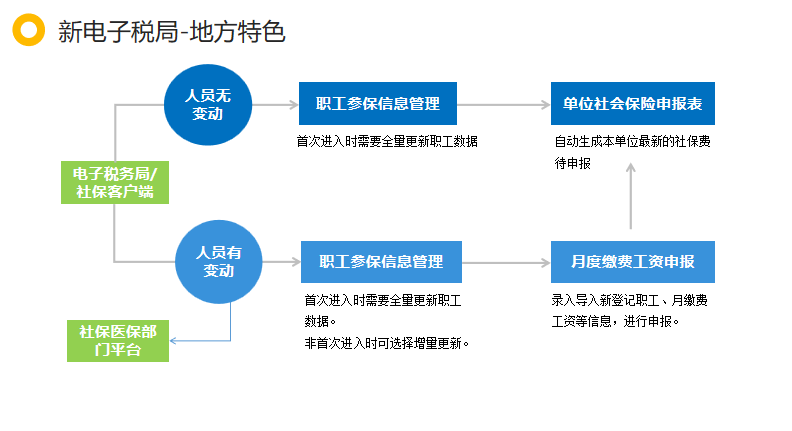 新电子税局-地方特色
人员无
变动
职工参保信息管理
单位社会保险申报表
首次进入时需要全量更新职工数据
自动生成本单位最新的社保费
待申报
电子税务局/
社保客户端
人员有
变动
职工参保信息管理
月度缴费工资申报
首次进入时需要全量更新职工
数据。
非首次进入时可选择增量更新。
录入导入新登记职工、月缴费
工资等信息，进行申报。
社保医保部
门平台